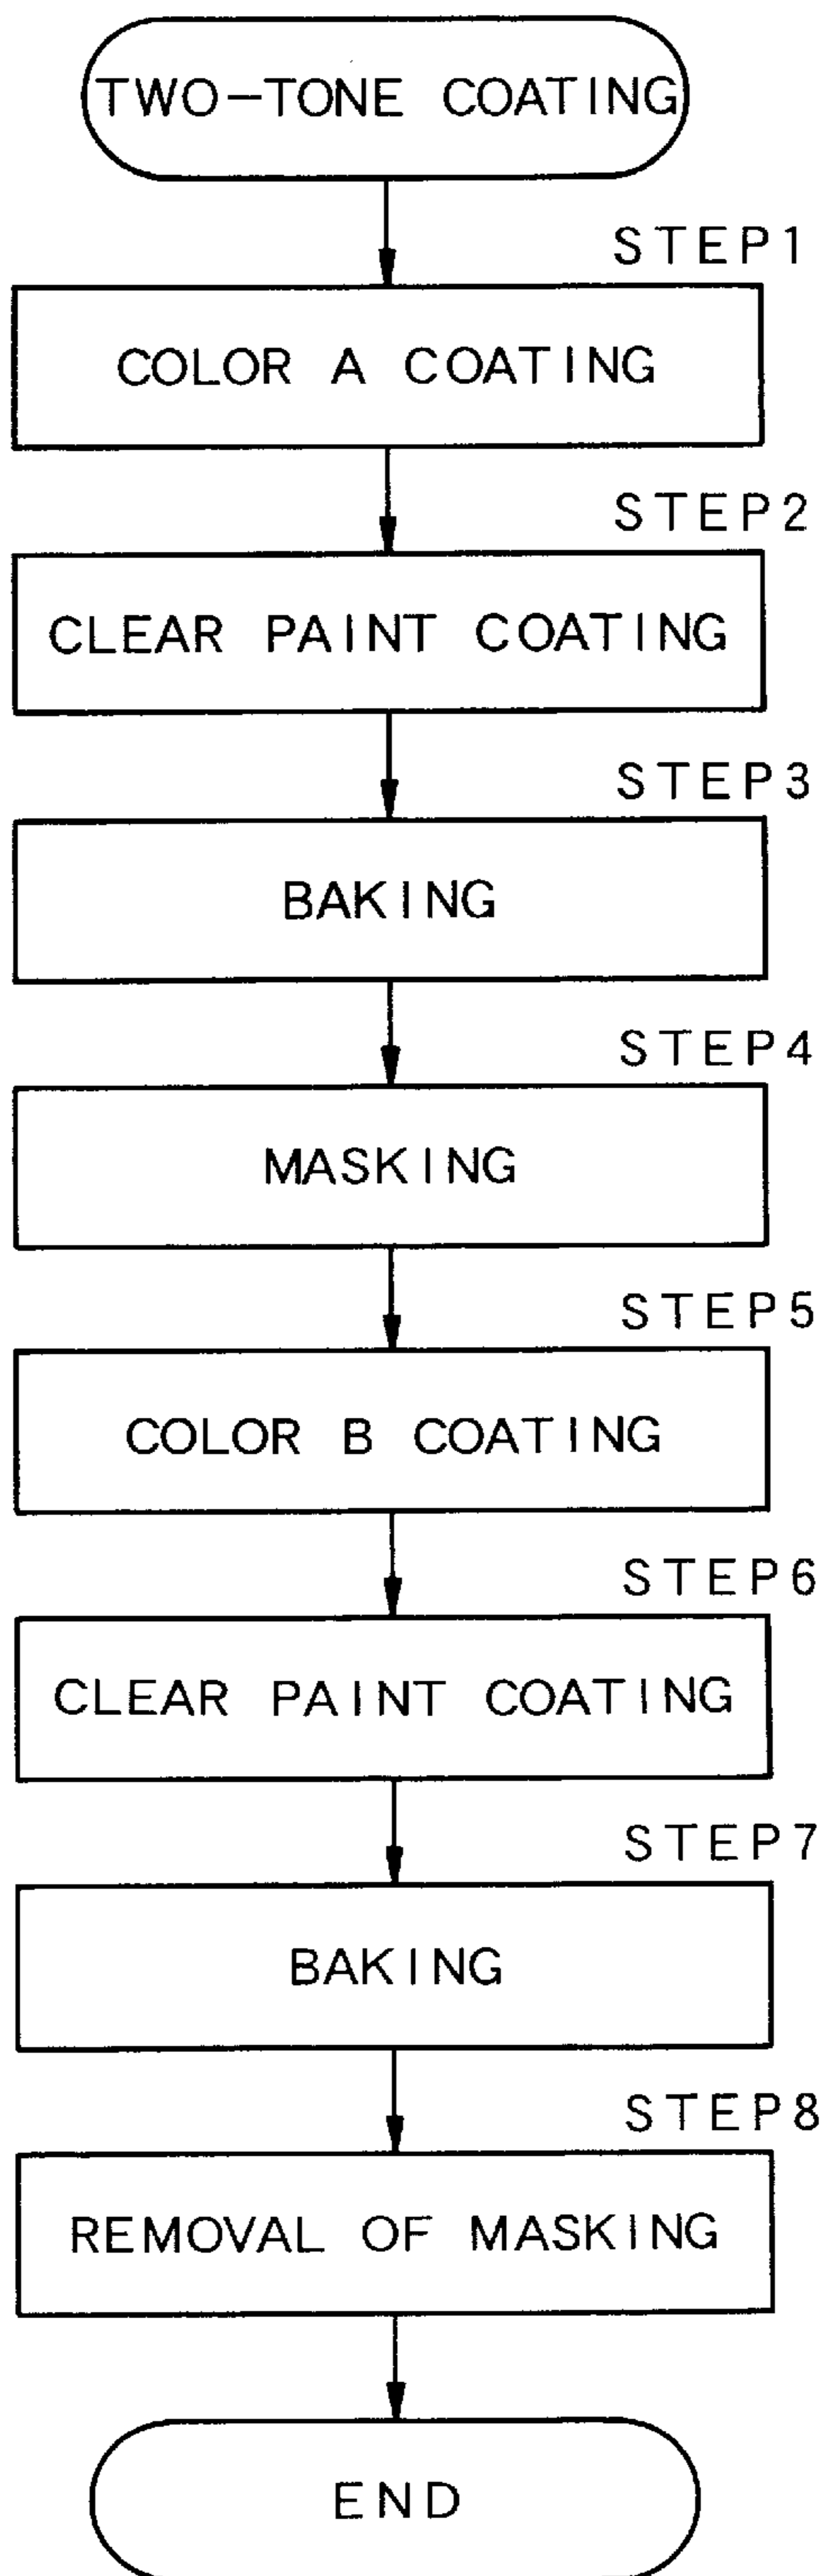 TWO-TONE COATING
STEP1
COLOR A COATING
STEP2
CLEAR PAINT COATING
STEP3
BAKING
STEP4
MASKING
STEP5
COLOR B COATING
STEP6
CLEAR PAINT COATING
STEP7
BAKING
STEP8
REMOVAL OF MASKING
END